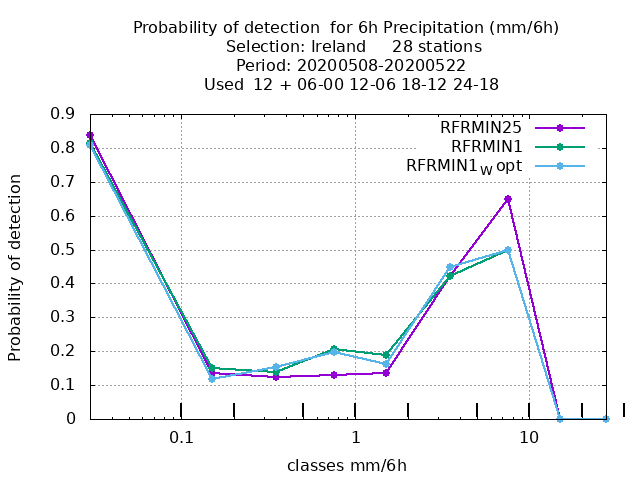 Probability of detection  for 6h Precipitation (mm/6h)
Selection: Ireland     28 stations
Period: 20200508-20200522
Used  12 + 06-00 12-06 18-12 24-18
RFRMIN25
RFRMIN1
RFRMIN1W opt
0.9
0.8
0.7
0.6
0.5
0.4
0.3
0.2
0.1
0
Probability of detection
0.1 1 10
classes mm/6h